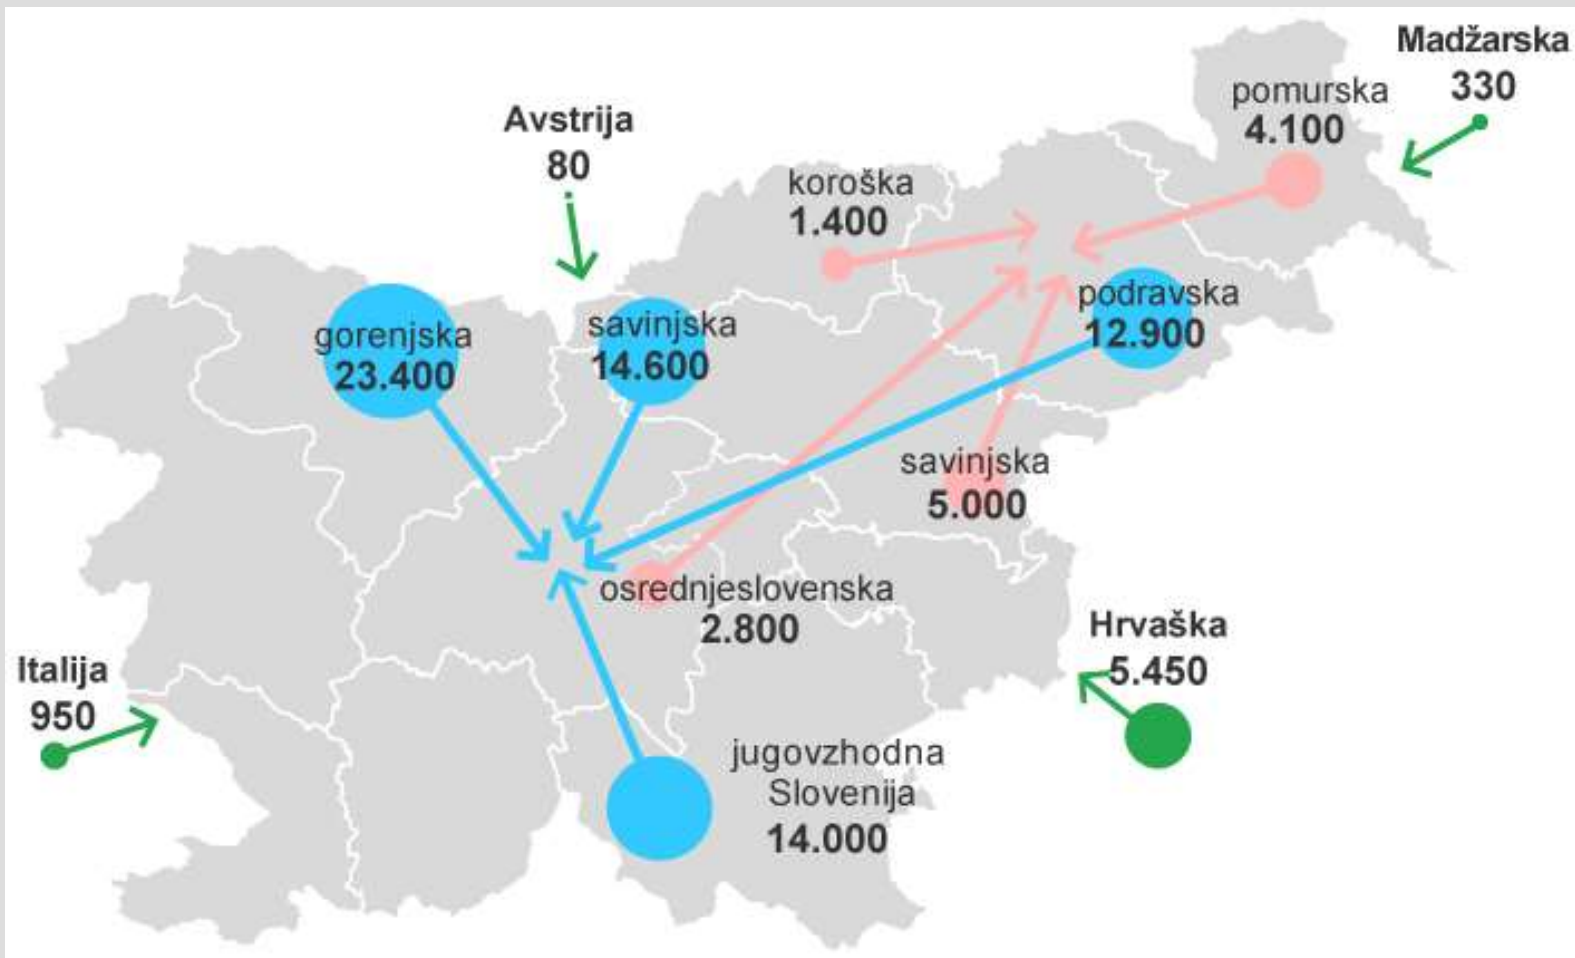 Madžarska
330
pomurska
4.100
Avstrija
80
koroška
1.400
podravska
12.900
gorenjska
23.400
savinjska
14.600
savinjska
5.000
osrednjeslovenska
2.800
Hrvaška
5.450
Italija
950
jugovzhodna
Slovenija
14.000